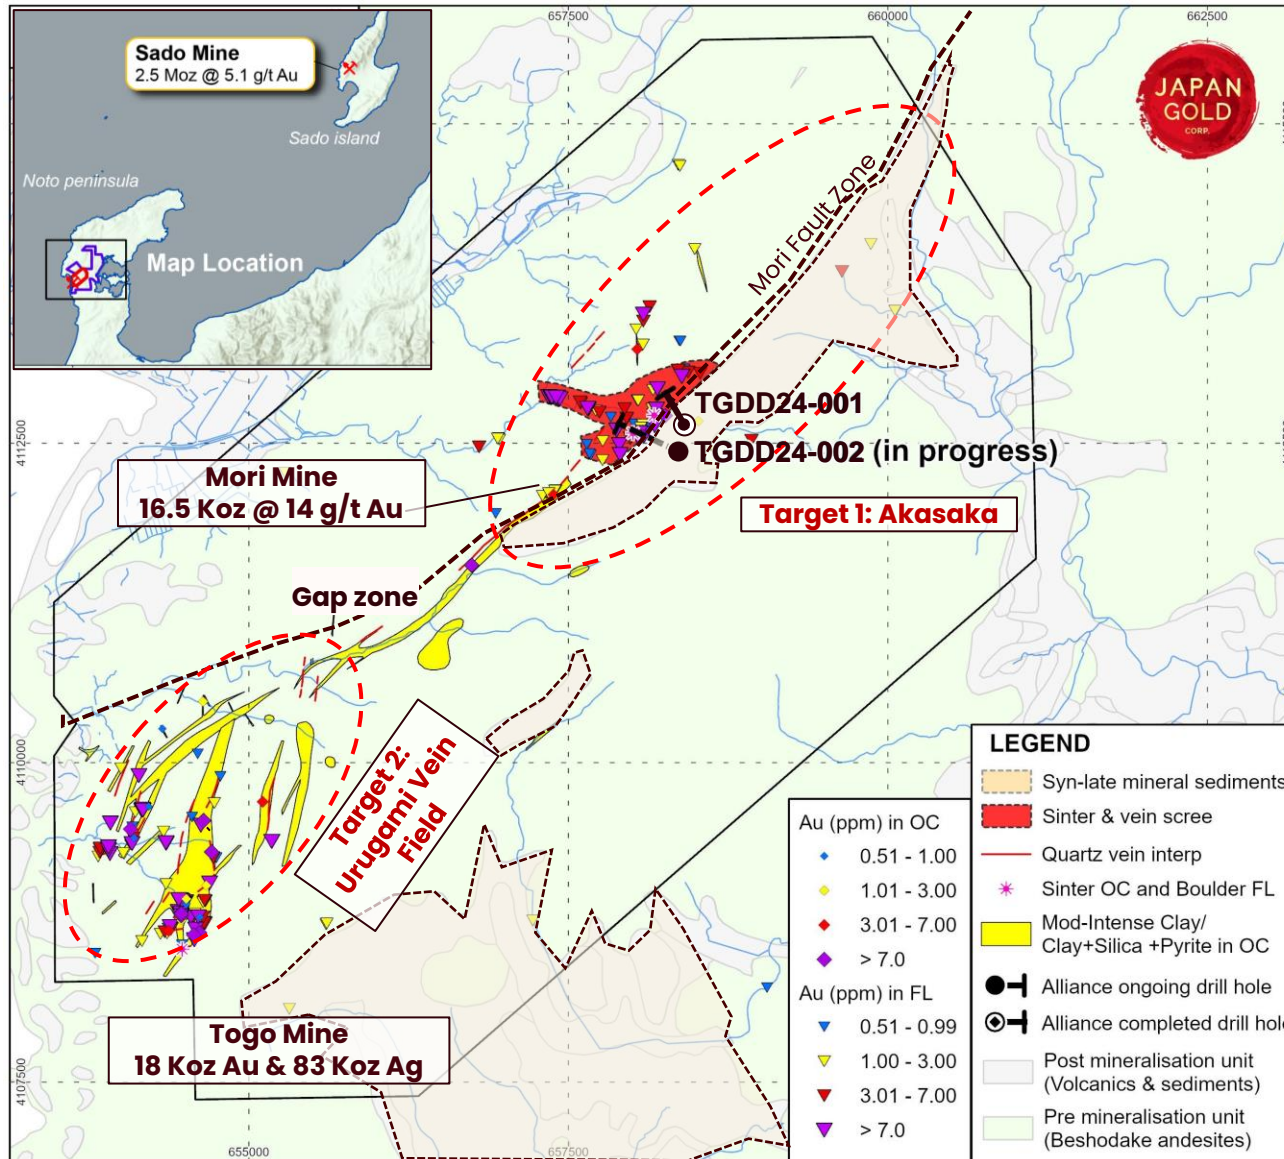 657500
660000
662500
Sado Mine
2.5 Moz @ 5.1 g/t Au
Sado island
Noto peninsula
Map Location
JAPAN
GOLD
CORP.
Mori Fault Zone
TGDD24-001
TGDD24-002 (in progress)
4112500
Mori Mine
16.5 Koz @ 14 g/t Au
Target 1: Akasaka
Gap zone
Target 2:
Urugami Vein
Field
4110000
Togo Mine
18 Koz Au & 83 Koz Ag
4107500
655000
657500
Au (ppm) in OC
0.51 - 1.00
1.01 - 3.00
3.01 - 7.00
> 7.0
Au (ppm) in FL
0.51 - 0.99
1.00 - 3.00
3.01 - 7.00
> 7.0
LEGEND
Syn-late mineral sediments
Sinter & vein scree
Quartz vein interp
Sinter OC and Boulder FL
Mod-Intense Clay/
Clay+Silica +Pyrite in OC
Alliance ongoing drill hole
Alliance completed drill hole
Post mineralisation unit
(Volcanics & sediments)
Pre mineralisation unit
(Beshodake andesites)